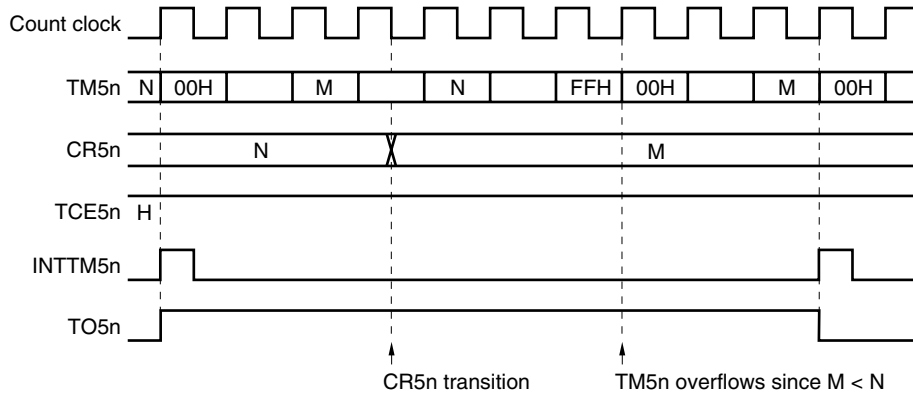 Count clock
TM5n N 00H M N FFH 00H M 00H
CR5n N M
TCE5n H
INTTM5n
TO5n
CR5n transition TM5n overflows since M < N